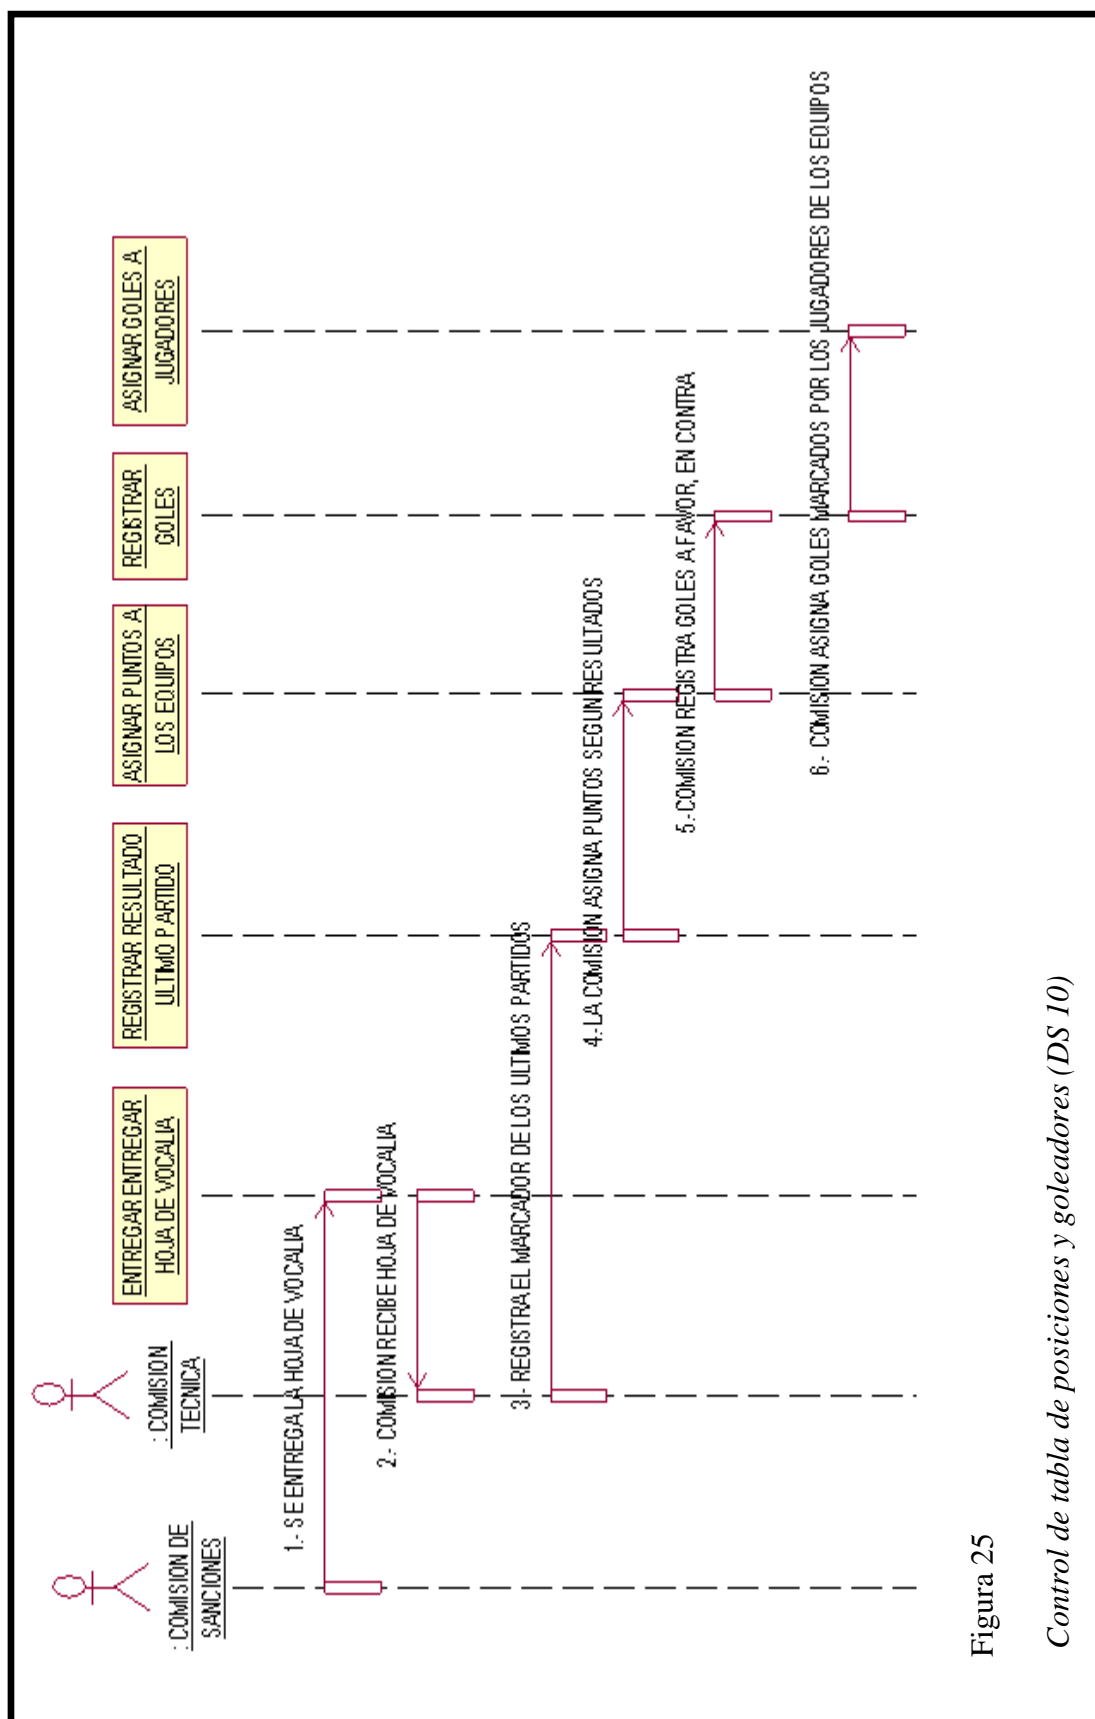 : COMISION DE
SANCIONES
: COMISION
TECNICA
ENTREGAR ENTREGAR
HOJA DE VOCALIA
REGISTRAR RESULTADO
ULTIMO PARTIDO
ASIGNAR PUNTOS A
LOS EQUIPOS
REGISTRAR
GOLES
ASIGNAR GOLES A
JUGADORES
1.- SE ENTREGA LA HOJA DE VOCALIA
2.- COMISION RECIBE HOJA DE VOCALIA
3.- REGISTRA EL MARCADOR DE LOS ULTIMOS PARTIDOS
4.- LA COMISION ASIGNA PUNTOS SEGUN RESULTADOS
5.- COMISION REGISTRA GOLES A FAVOR, EN CONTRA
6.- COMISION ASIGNA GOLES MARCADOS POR LOS JUGADORES DE LOS EQUIPOS
Figura 25
Control de tabla de posiciones y goleadores (DS 10)